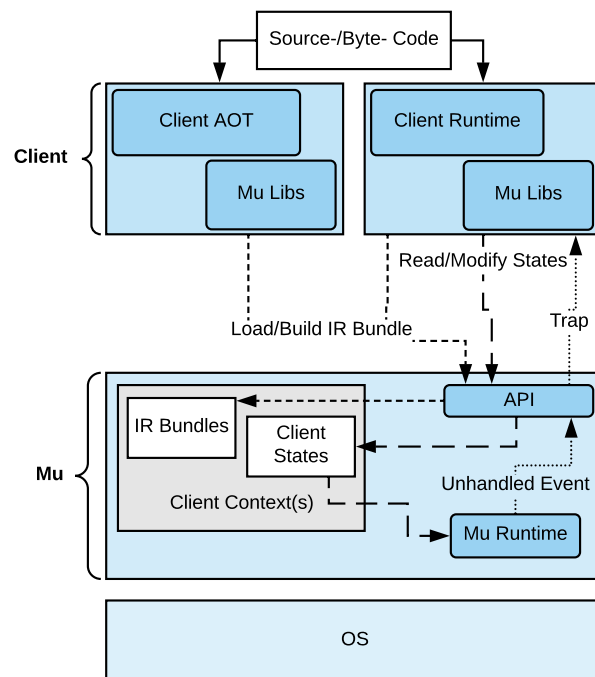 Source-/Byte- Code
Client AOT
Client Runtime
Client
Mu Libs
Mu Libs
Read/Modify States
Load/Build IR Bundle
Trap
API
IR Bundles
Client
States
Mu
Unhandled Event
Client Context(s)
Mu Runtime
OS